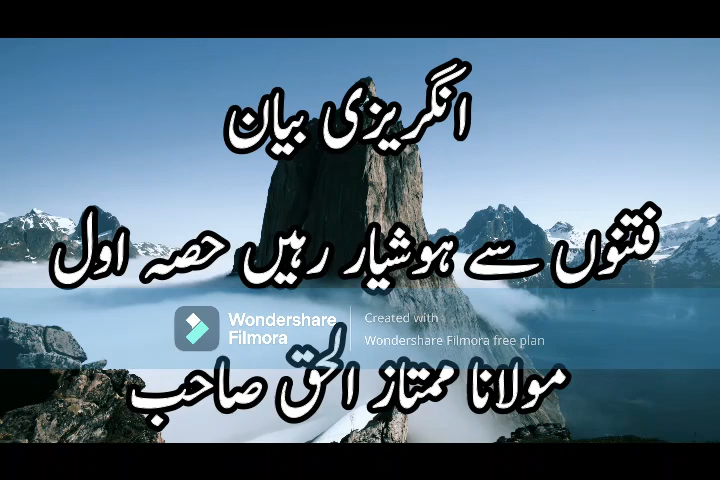 انگریزی بیان
فتنوں سے ہوشیار رہیں حصہ اول
Wondershare
Filmora
Created with
Wondershare Filmora free plan
مولانا ممتاز الحق صاحب